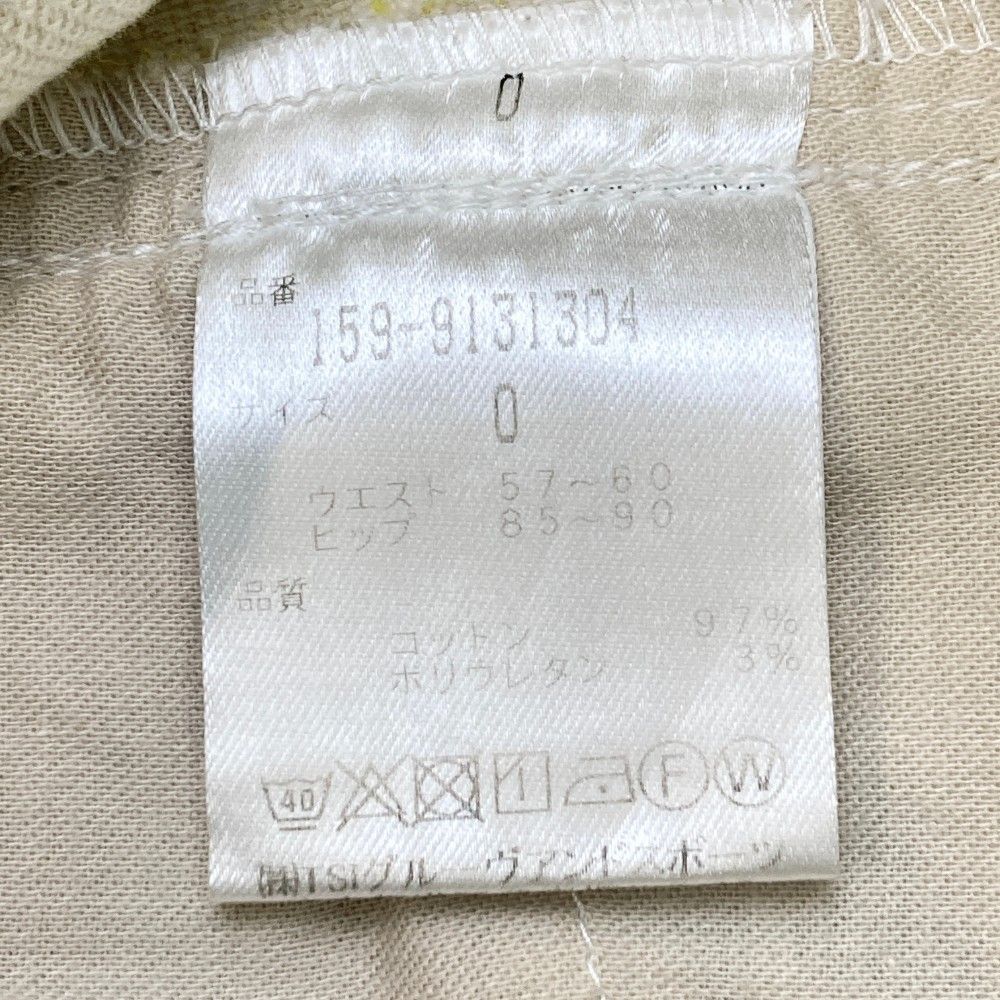 0
品番
159-9131304
サイズ 0
ウエスト 57～60
ヒップ 85～90
品質
コットン 97%
ポリウレタン 3%
40 F W
㈱TSIグルーヴアンドスポーツ